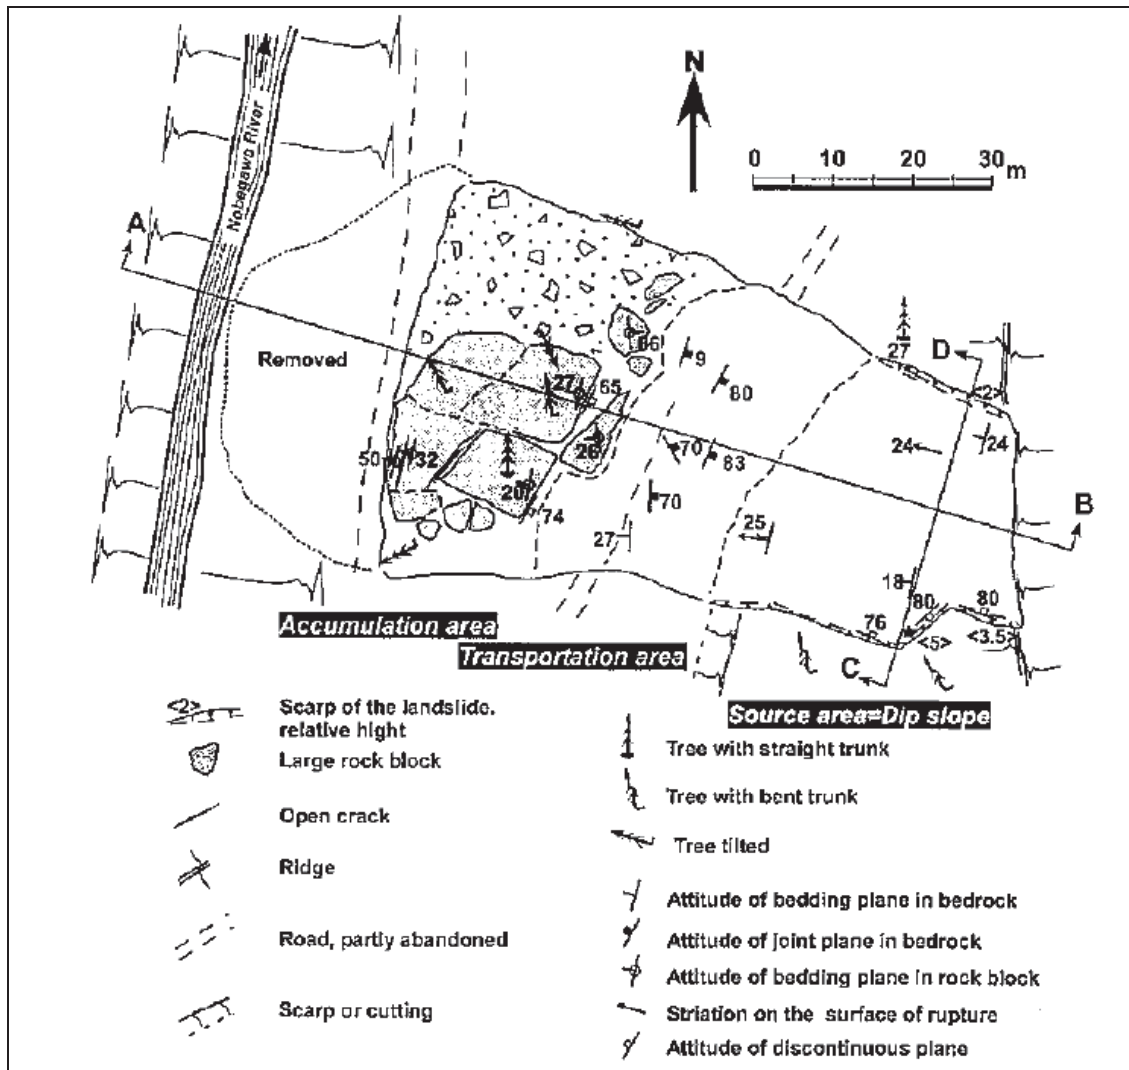 N
0 10 20 30 m
Nobegawa River
A
Removed
66
9
80
27
65
27
D
<2>
24
24
50
32
26
70
83
B
20
74
70
27
25
18
80
80
76
<5>
<3.5>
C
Accumulation area
Transportation area
Source area=Dip slope
<2>
Scarp of the landslide.
relative hight
Large rock block
Open crack
Ridge
Road, partly abandoned
Scarp or cutting
Tree with straight trunk
Tree with bent trunk
Tree tilted
Attitude of bedding plane in bedrock
Attitude of joint plane in bedrock
Attitude of bedding plane in rock block
Striation on the surface of rupture
Attitude of discontinuous plane